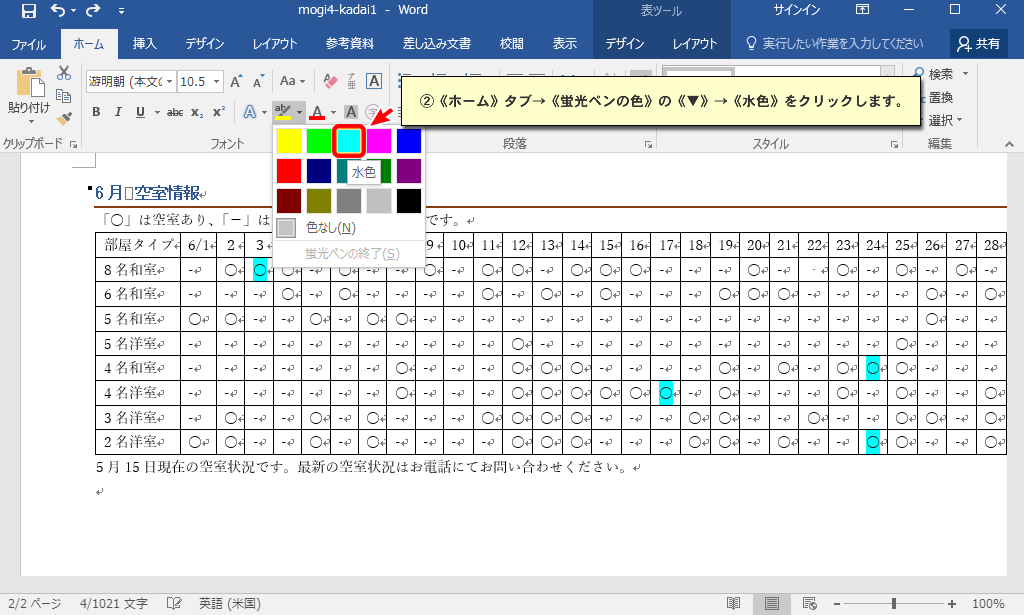 mogi4-kadai1 - Word
表ツール
サインイン
ファイル ホーム 挿入 デザイン レイアウト 参考資料 差し込み文書 校閲 表示 デザイン レイアウト 実行したい作業を入力してください 共有
貼り付け
游明朝 (本文の 10.5
Aa
検索
置換
選択
B I U abc x₂ x²
②《ホーム》タブ→《蛍光ペンの色》の《▼》→《水色》をクリックします。
クリップボード フォント 段落 スタイル 編集
水色
色なし(N)
蛍光ペンの終了(S)
6月 空室情報
「○」は空室あり、「－」は
です。
部屋タイプ 6/1 2 3 9 10 11 12 13 14 15 16 17 18 19 20 21 22 23 24 25 26 27 28
8名和室 - ○ ○ ○ - ○ - - ○ - ○ ○ - ○ ○ ○ - - - ○ - - ○ - ○ - ○ -
6名和室 - - - ○ - ○ - - - - ○ - ○ - ○ - - - ○ ○ ○ - - - - ○ - ○
5名和室 ○ ○ - - ○ - ○ ○ - - - - - - - - - - - - - - - - - ○ - -
5名洋室 - - - - - - - - - - - ○ - - - - - - - - - - - - ○ - - -
4名和室 - - - - - - - ○ - - - ○ ○ ○ - - - - - ○ - - ○ ○ ○ - - -
4名洋室 - - - - - - - ○ - - - ○ ○ ○ ○ ○ ○ - - - - - ○ - ○ - - ○
3名洋室 - ○ - - ○ - ○ - - - ○ ○ ○ ○ - - - ○ ○ - - ○ - - ○ ○ - ○
2名洋室 ○ ○ - - ○ - ○ - - - - ○ ○ ○ - - - ○ ○ - ○ - - ○ ○ ○ - ○
5月15日現在の空室状況です。最新の空室状況はお電話にてお問い合わせください。
2/2 ページ 4/1021 文字 英語 (米国) 100%